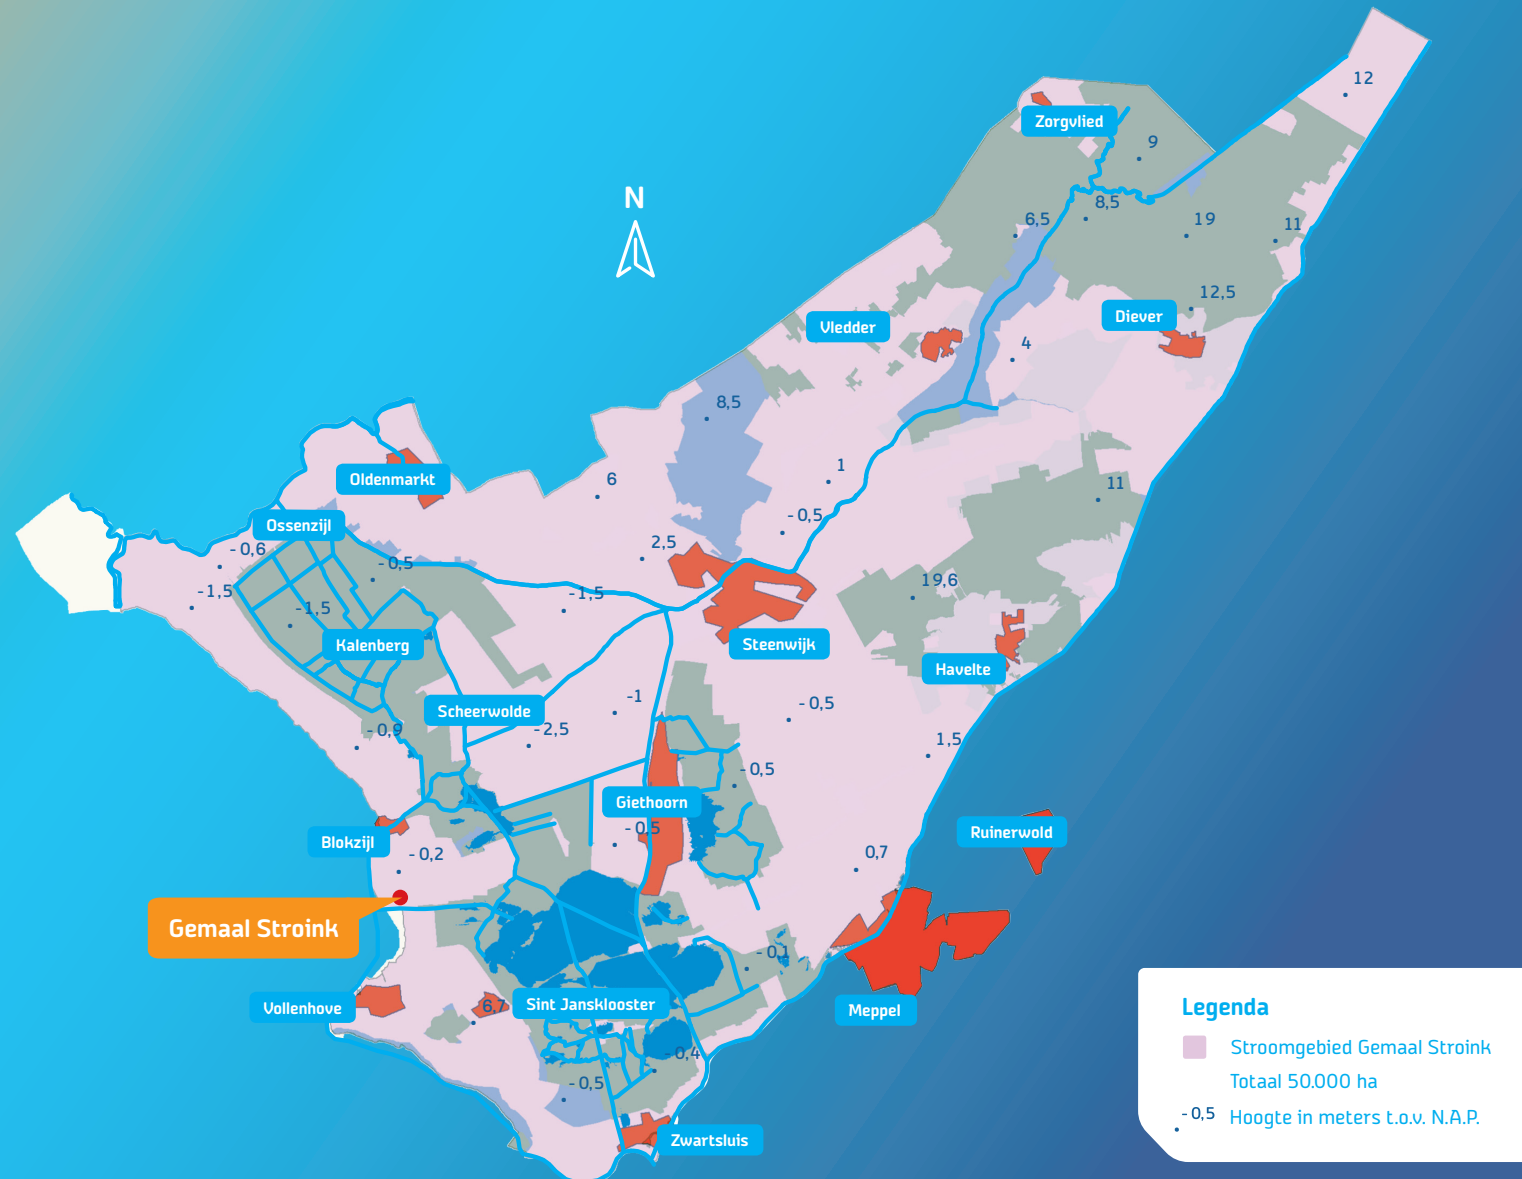 12
Zorgvlied
9
N
8,5
6,5
19
11
12,5
Diever
Vledder
4
8,5
1
6
Oldenmarkt
11
- 0,5
Ossenzijl
2,5
- 0,6
- 0,5
19,6
-1,5
-1,5
-1,5
Kalenberg
Steenwijk
Havelte
-1
- 0,5
Scheerwolde
- 0,9
-2,5
1,5
- 0,5
Giethoorn
- 0,5
Ruinerwold
Blokzijl
- 0,2
0,7
Gemaal Stroink
- 0,1
Vollenhove
6,7
Sint Jansklooster
Meppel
- 0,4
- 0,5
Zwartsluis
Legenda
Stroomgebied Gemaal Stroink
Totaal 50.000 ha
- 0,5 Hoogte in meters t.o.v. N.A.P.